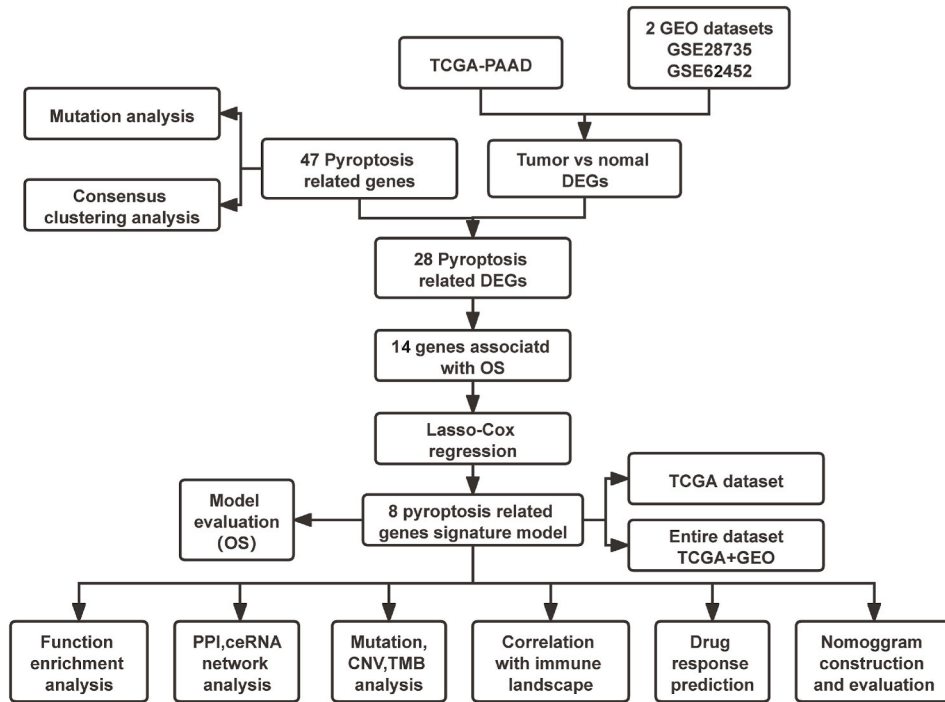 2 GEO datasets
GSE28735
GSE62452
TCGA-PAAD
Mutation analysis
47 Pyroptosis
related genes
Tumor vs nomal
DEGs
Consensus
clustering analysis
28 Pyroptosis
related DEGs
14 genes associatd
with OS
Lasso-Cox
regression
TCGA dataset
Model
evaluation
(OS)
8 pyroptosis related
genes signature model
Entire dataset
TCGA+GEO
Function
enrichment
analysis
PPI,ceRNA
network
analysis
Mutation,
CNV,TMB
analysis
Correlation
with immune
landscape
Drug
response
prediction
Nomoggram
construction
and evaluation